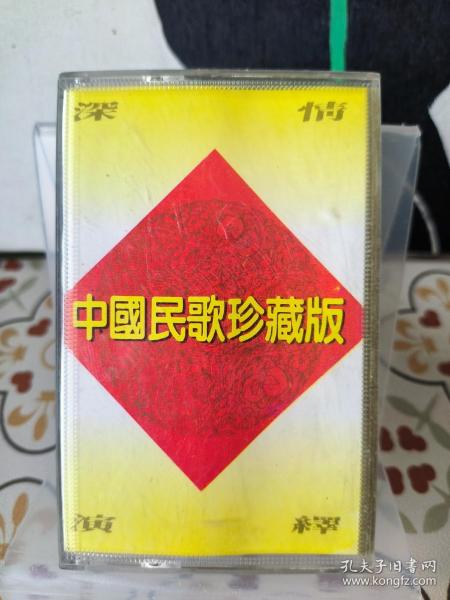 深 情
中國民歌珍藏版
演 繹
孔夫子旧书网
www.kongfz.com